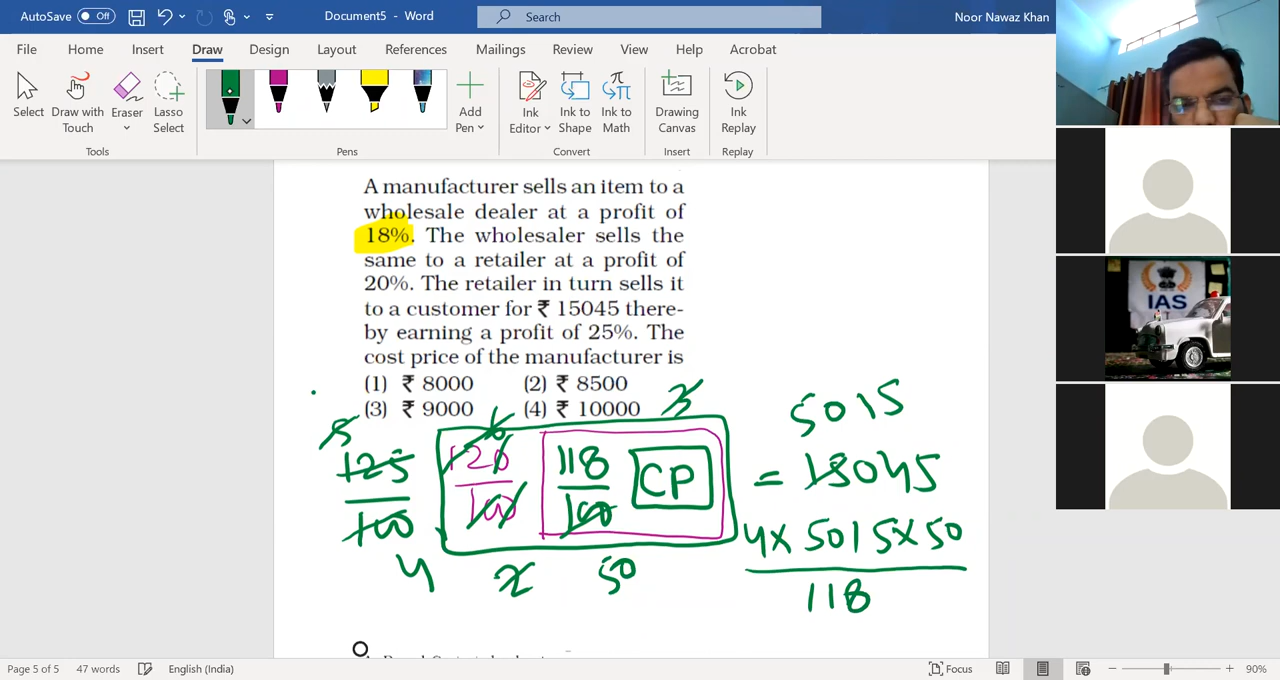 AutoSave Off
Document5 - Word
Search
Noor Nawaz Khan
File Home Insert Draw Design Layout References Mailings Review View Help Acrobat
Select Draw with Touch Eraser Lasso Select Add Pen Ink Editor Ink to Shape Ink to Math Drawing Canvas Ink Replay
Tools Pens Convert Insert Replay
A manufacturer sells an item to a
wholesale dealer at a profit of
18%. The wholesaler sells the
same to a retailer at a profit of
20%. The retailer in turn sells it
to a customer for ₹ 15045 there-
by earning a profit of 25%. The
cost price of the manufacturer is
(1) ₹ 8000 (2) ₹ 8500
(3) ₹ 9000 (4) ₹ 10000
5 6 3 5015
125 120 118 CP = 15045
100 100 100
4 2 50
4 × 5015 × 50
118
IAS
Page 5 of 5 47 words English (India) Focus 90%